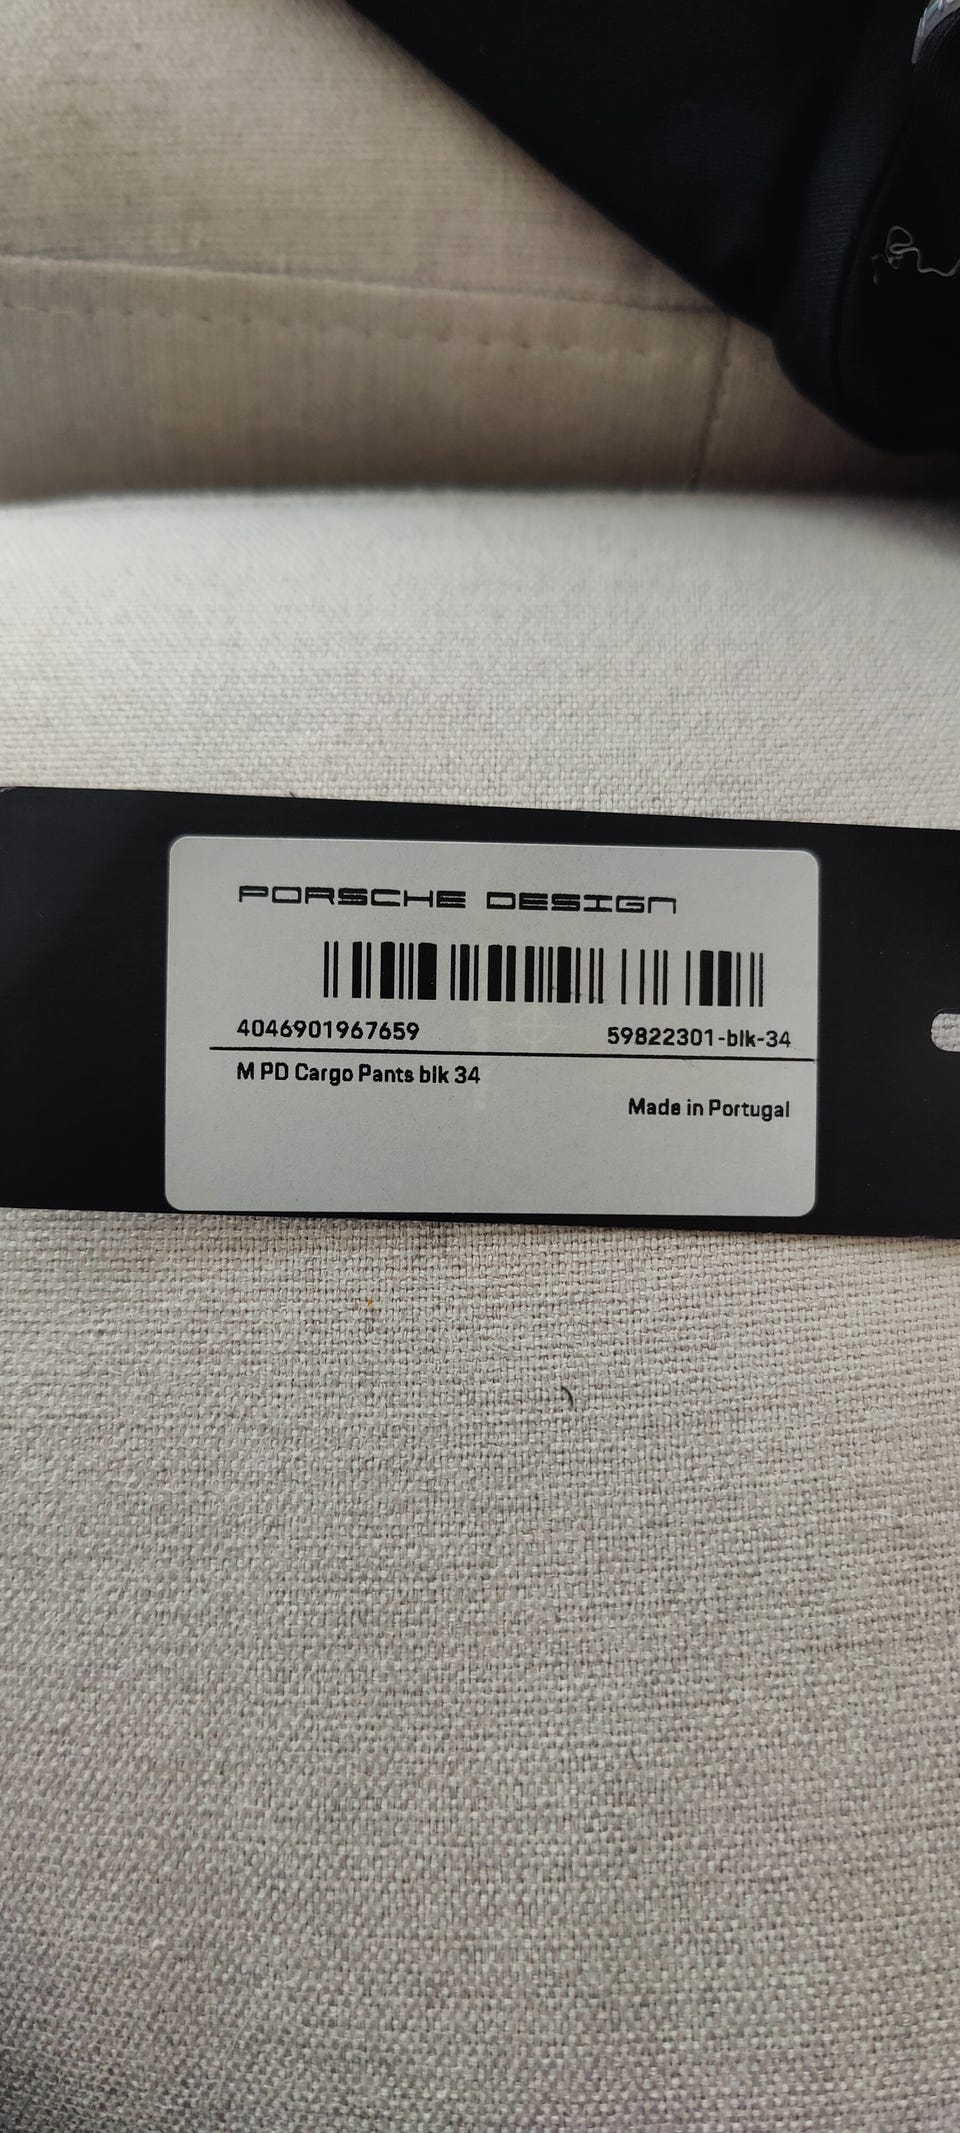 PORSCHE DESIGN
4046901967659 59822301-blk-34
M PD Cargo Pants blk 34
Made in Portugal